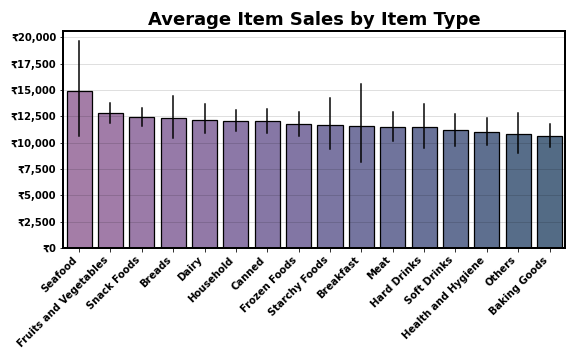 Average Item Sales by Item Type
₹20,000
₹17,500
₹15,000
₹12,500
₹10,000
₹7,500
₹5,000
₹2,500
₹0
Seafood
Fruits and Vegetables
Snack Foods
Breads
Dairy
Household
Canned
Frozen Foods
Starchy Foods
Breakfast
Meat
Hard Drinks
Soft Drinks
Health and Hygiene
Others
Baking Goods